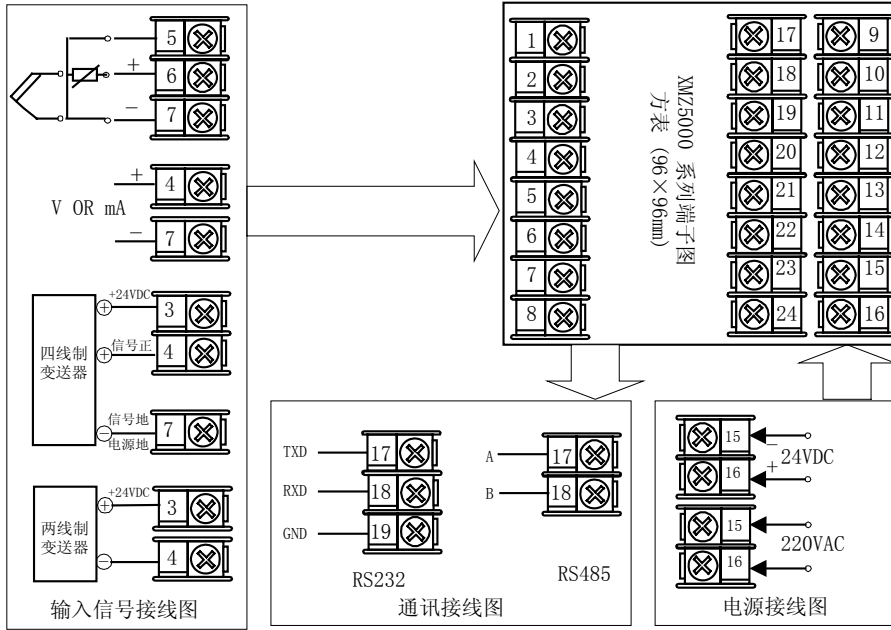 5
+
6
−
7
+
4
V OR mA
−
7
+24VDC
3
四线制
变送器
信号正
4
信号地
7
电源地
+24VDC
3
两线制
变送器
4
输入信号接线图
1
2
3
4
5
6
7
8
XMZ5000 系列端子图
方表 (96×96mm)
17
18
19
20
21
22
23
24
9
10
11
12
13
14
15
16
TXD
17
RXD
18
GND
19
RS232
A
17
B
18
RS485
通讯接线图
15
−
24VDC
16
+
15
220VAC
16
电源接线图